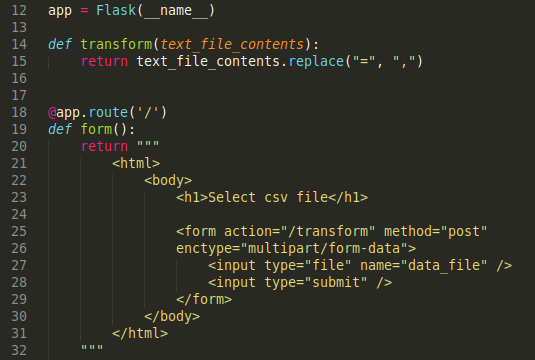 12 app = Flask(__name__)
13
14 def transform(text_file_contents):
15     return text_file_contents.replace("=", ",")
16
17
18 @app.route('/')
19 def form():
20     return """
21         <html>
22             <body>
23                 <h1>Select csv file</h1>
24
25                 <form action="/transform" method="post"
26                 enctype="multipart/form-data">
27                     <input type="file" name="data_file" />
28                     <input type="submit" />
29                 </form>
30             </body>
31         </html>
32     """